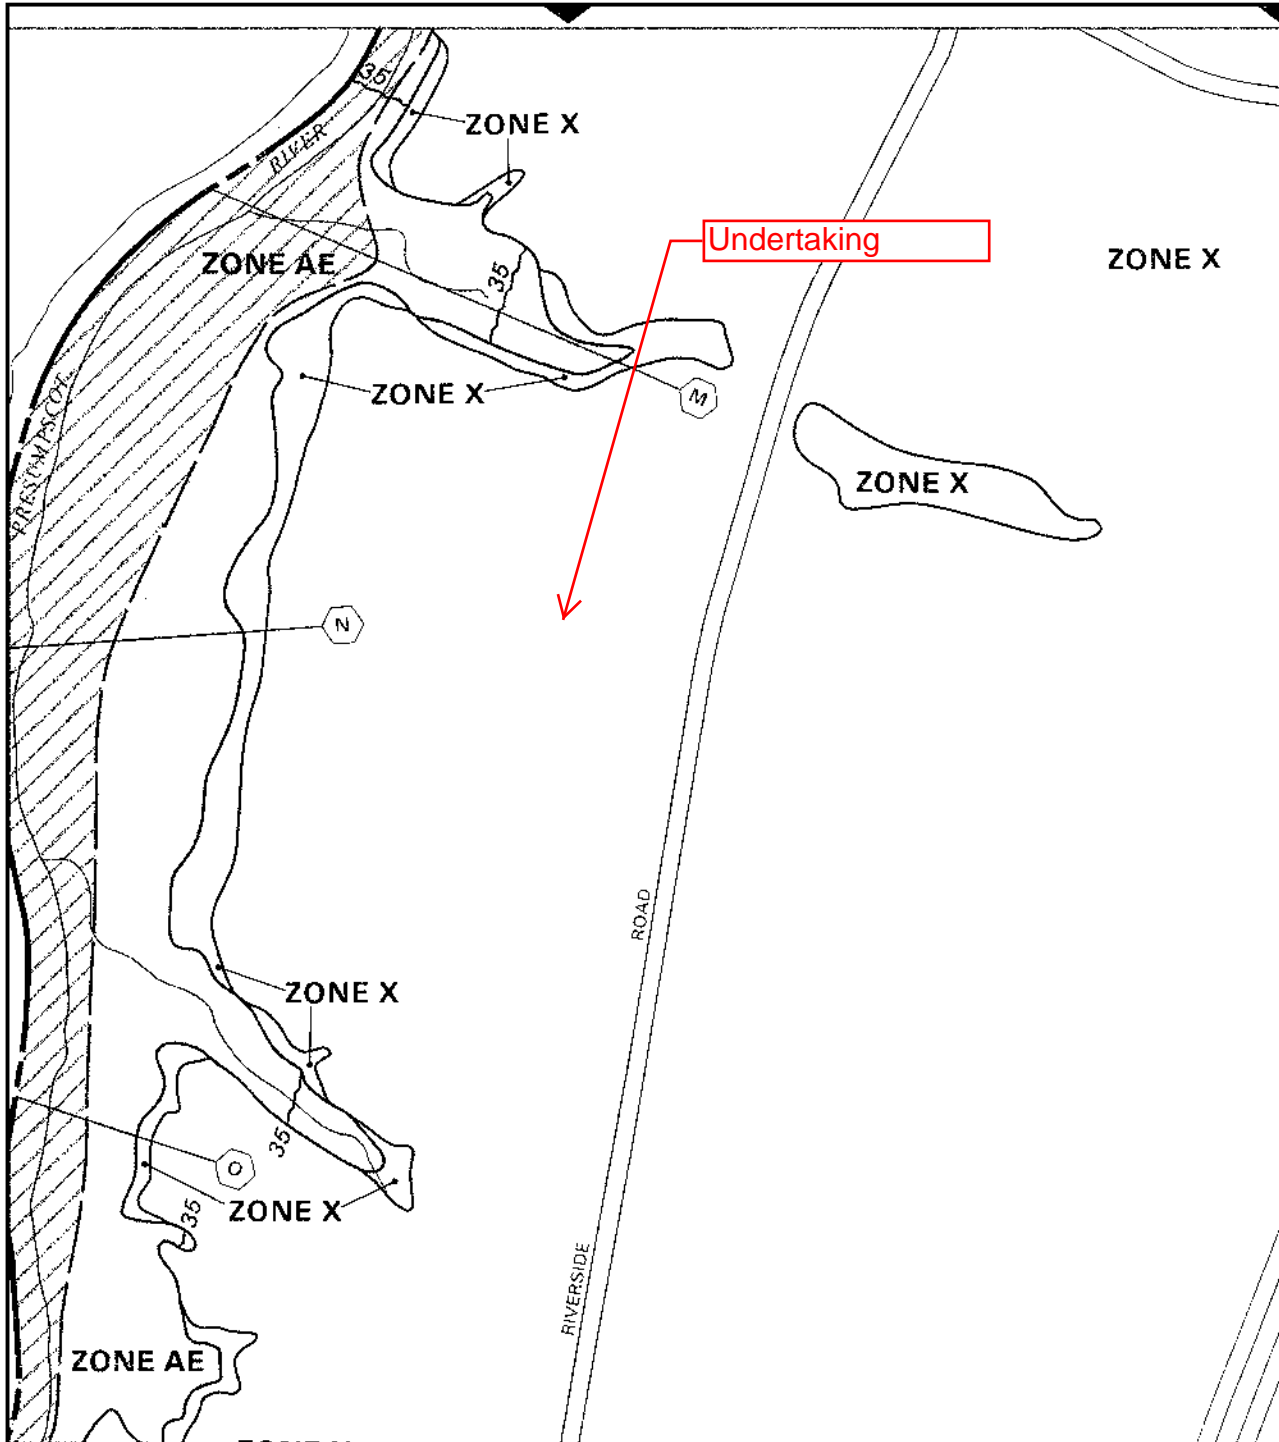 35
ZONE X
RIVER
Undertaking
ZONE AE
ZONE X
35
ZONE X
M
PRESUMPSCOT
ZONE X
N
ROAD
ZONE X
35
O
ZONE X
35
RIVERSIDE
ZONE AE